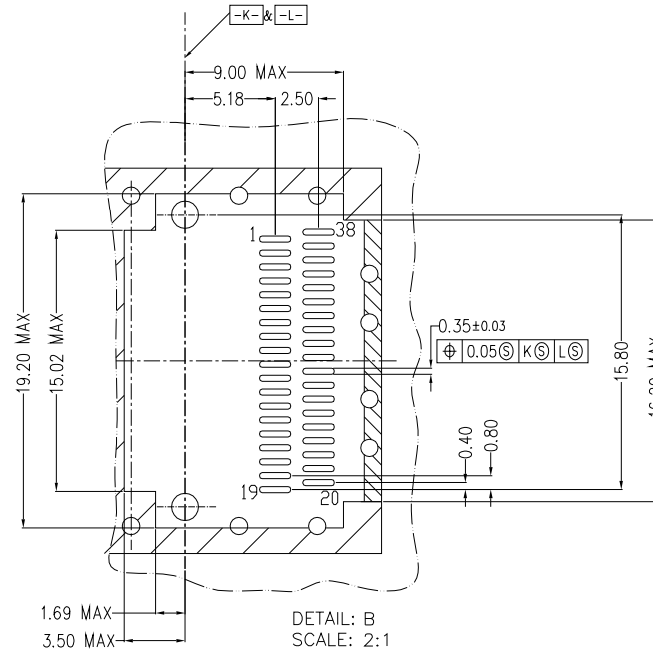 -K- & -L-
9.00 MAX
5.18
2.50
1
38
0.35±0.03
⌖ 0.05Ⓢ KⓈ LⓈ
19.20 MAX
15.02 MAX
15.80
0.40
0.80
19
20
1.69 MAX
3.50 MAX
DETAIL: B
SCALE: 2:1